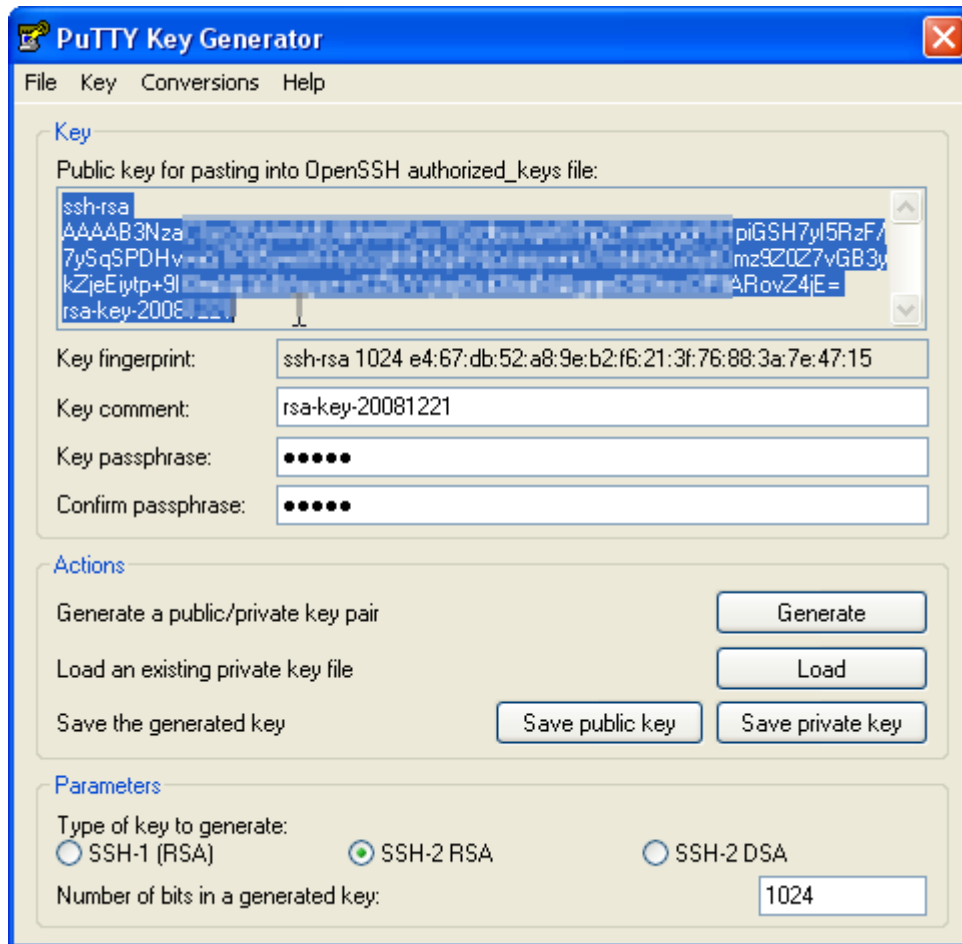 PuTTY Key Generator
File Key Conversions Help
Key
Public key for pasting into OpenSSH authorized_keys file:
ssh-rsa
AAAAB3Nza piGSH7yI5RzF/
7ySqSPDHv mz9Z0Z7vGB3y
kZjeEiytp+9I ARovZ4jE=
rsa-key-2008
Key fingerprint: ssh-rsa 1024 e4:67:db:52:a8:9e:b2:f6:21:3f:76:88:3a:7e:47:15
Key comment: rsa-key-20081221
Key passphrase: •••••
Confirm passphrase: •••••
Actions
Generate a public/private key pair Generate
Load an existing private key file Load
Save the generated key Save public key Save private key
Parameters
Type of key to generate:
SSH-1 (RSA) SSH-2 RSA SSH-2 DSA
Number of bits in a generated key: 1024